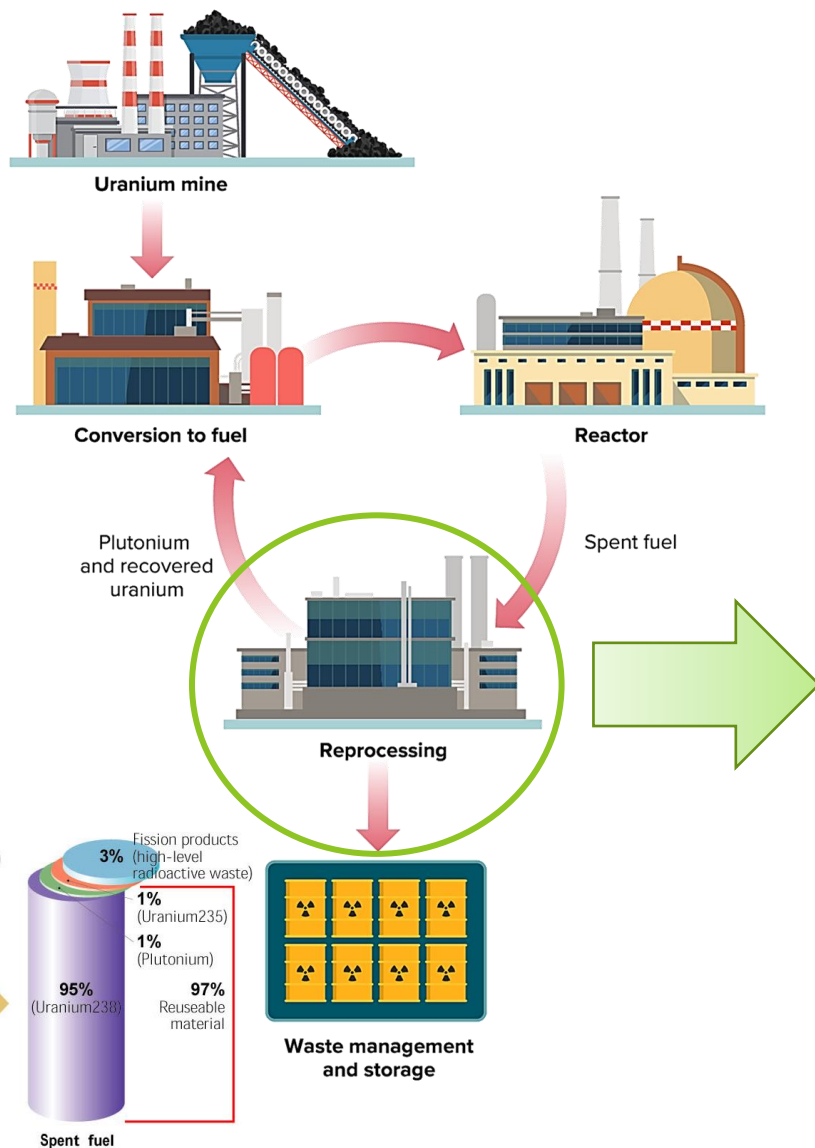 Uranium mine
Conversion to fuel
Reactor
Plutonium
and recovered
uranium
Spent fuel
Reprocessing
3%
Fission products
(high-level
radioactive waste)
1%
(Uranium235)
1%
(Plutonium)
95%
(Uranium238)
97%
Reuseable
material
Waste management
and storage
Spent fuel